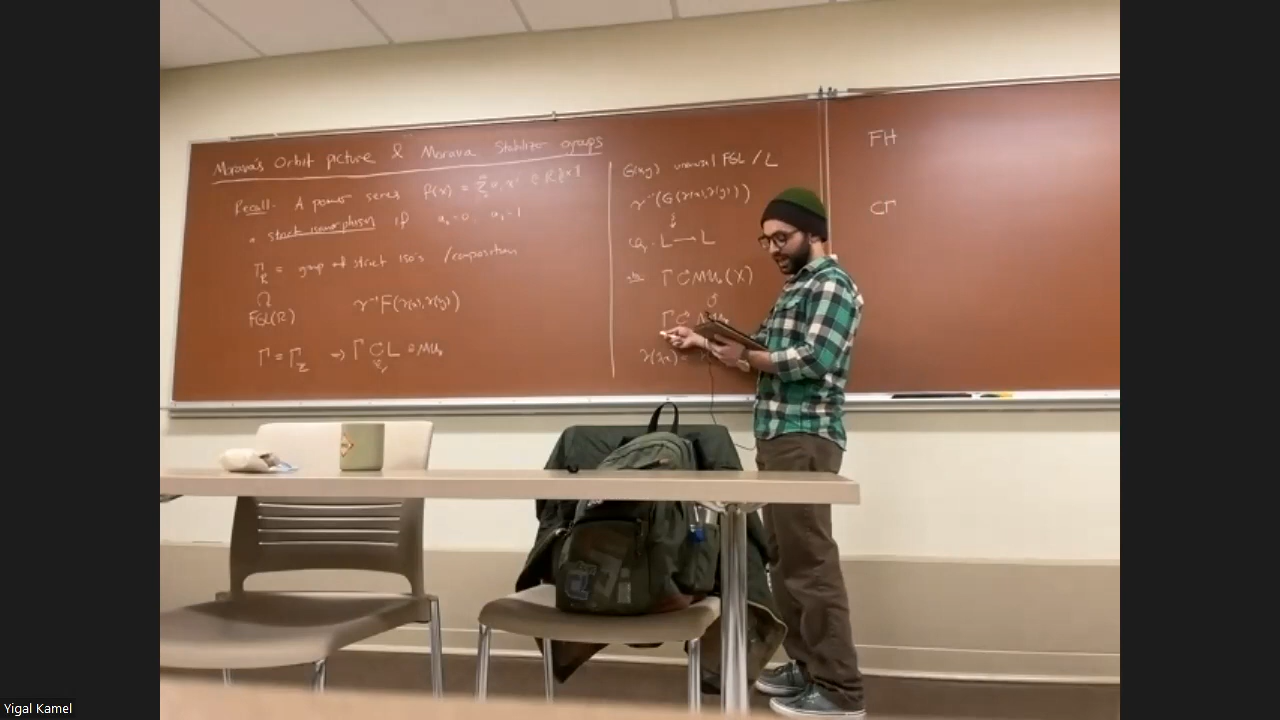 Morava's Orbit picture & Morava Stabilizer groups
Recall: A power series f(x) = Σ aᵢxⁱ ∈ R[[x]]
a strict isomorphism if a₀=0, a₁=1
Γ_R = group of strict iso's /composition
FGL(R) γ⁻¹F(γ(x),γ(y))
Γ = Γ_Z ⇒ Γ ↻ L ≅ MU
G(x,y) universal FGL / L
γ⁻¹(G(γ(x),γ(y)))
φ_γ: L → L
Γ ↻ MU (X)
Γ ↻
FH
CΓ
Yigal Kamel